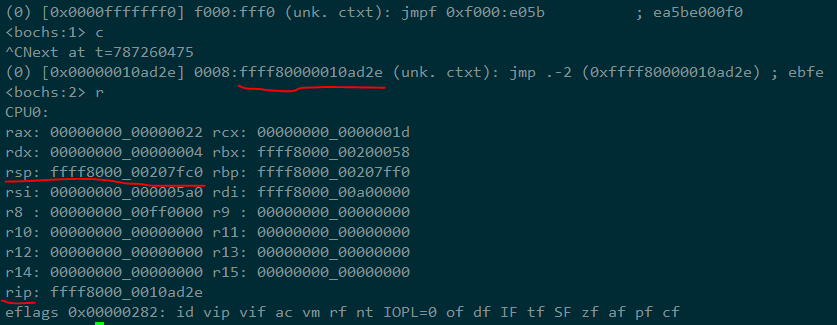 (0) [0x0000fffffff0] f000:fff0 (unk. ctxt): jmpf 0xf000:e05b ; ea5be000f0
<bochs:1> c
^CNext at t=787260475
(0) [0x00000010ad2e] 0008:ffff80000010ad2e (unk. ctxt): jmp .-2 (0xffff80000010ad2e) ; ebfe
<bochs:2> r
CPU0:
rax: 00000000_00000022 rcx: 00000000_0000001d
rdx: 00000000_00000004 rbx: ffff8000_00200058
rsp: ffff8000_00207fc0 rbp: ffff8000_00207ff0
rsi: 00000000_000005a0 rdi: ffff8000_00a00000
r8 : 00000000_00ff0000 r9 : 00000000_00000000
r10: 00000000_00000000 r11: 00000000_00000000
r12: 00000000_00000000 r13: 00000000_00000000
r14: 00000000_00000000 r15: 00000000_00000000
rip: ffff8000_0010ad2e
eflags 0x00000282: id vip vif ac vm rf nt IOPL=0 of df IF tf SF zf af pf cf